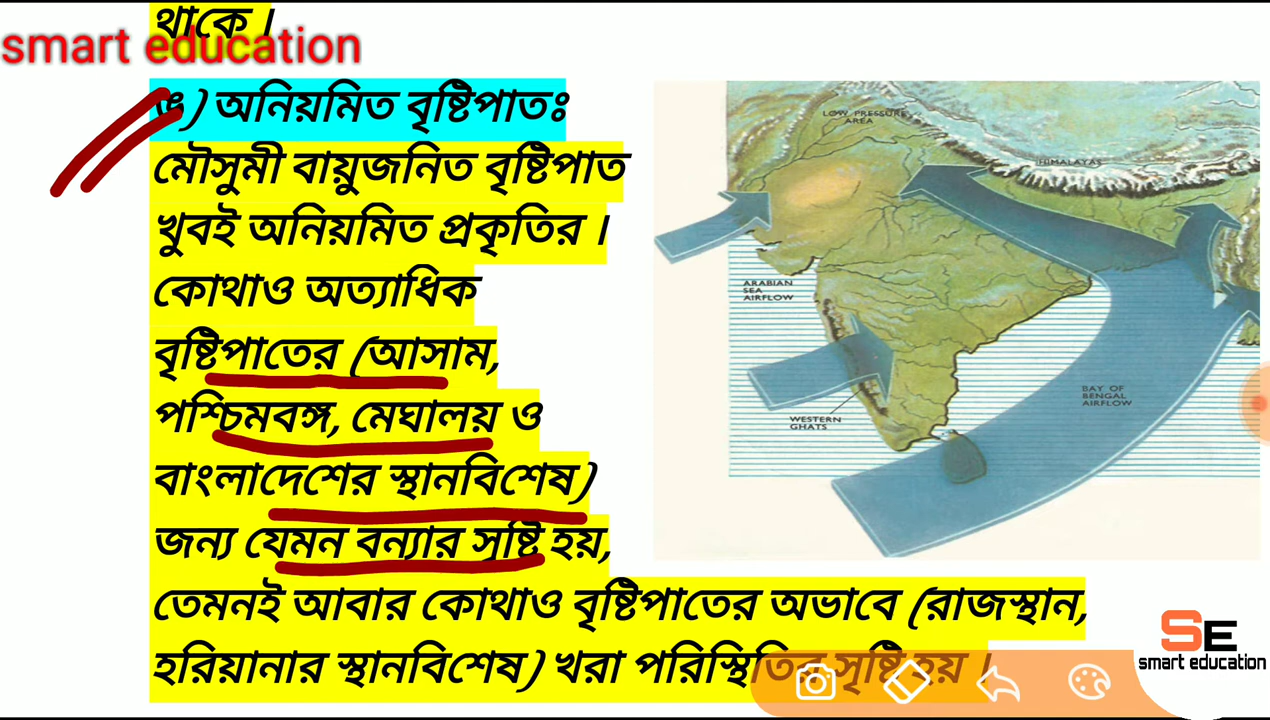 থাকে ।
smart education
ঙ) অনিয়মিত বৃষ্টিপাতঃ
মৌসুমী বায়ুজনিত বৃষ্টিপাত
খুবই অনিয়মিত প্রকৃতির ।
কোথাও অত্যাধিক
বৃষ্টিপাতের (আসাম,
পশ্চিমবঙ্গ, মেঘালয় ও
বাংলাদেশের স্থানবিশেষ)
জন্য যেমন বন্যার সৃষ্টি হয়,
তেমনই আবার কোথাও বৃষ্টিপাতের অভাবে (রাজস্থান,
হরিয়ানার স্থানবিশেষ) খরা পরিস্থিতির সৃষ্টি হয় ।
LOW PRESSURE
AREA
HIMALAYAS
ARABIAN
SEA
AIRFLOW
WESTERN
GHATS
BAY OF
BENGAL
AIRFLOW
SE
smart education